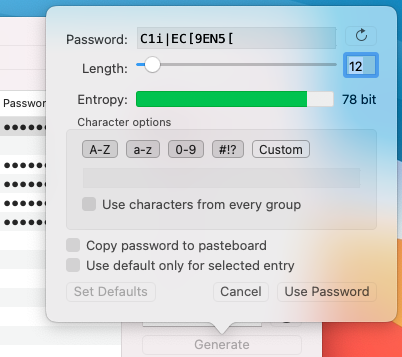 Password: C1i|EC[9EN5[
Length: 12
Entropy: 78 bit
Character options
A-Z a-z 0-9 #!? Custom
Use characters from every group
Copy password to pasteboard
Use default only for selected entry
Set Defaults Cancel Use Password
Generate